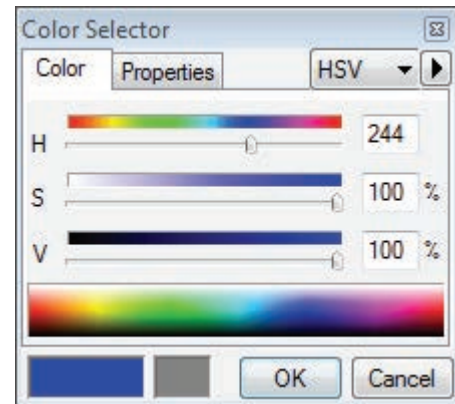 Color Selector
Color Properties HSV
H 244
S 100 %
V 100 %
OK Cancel